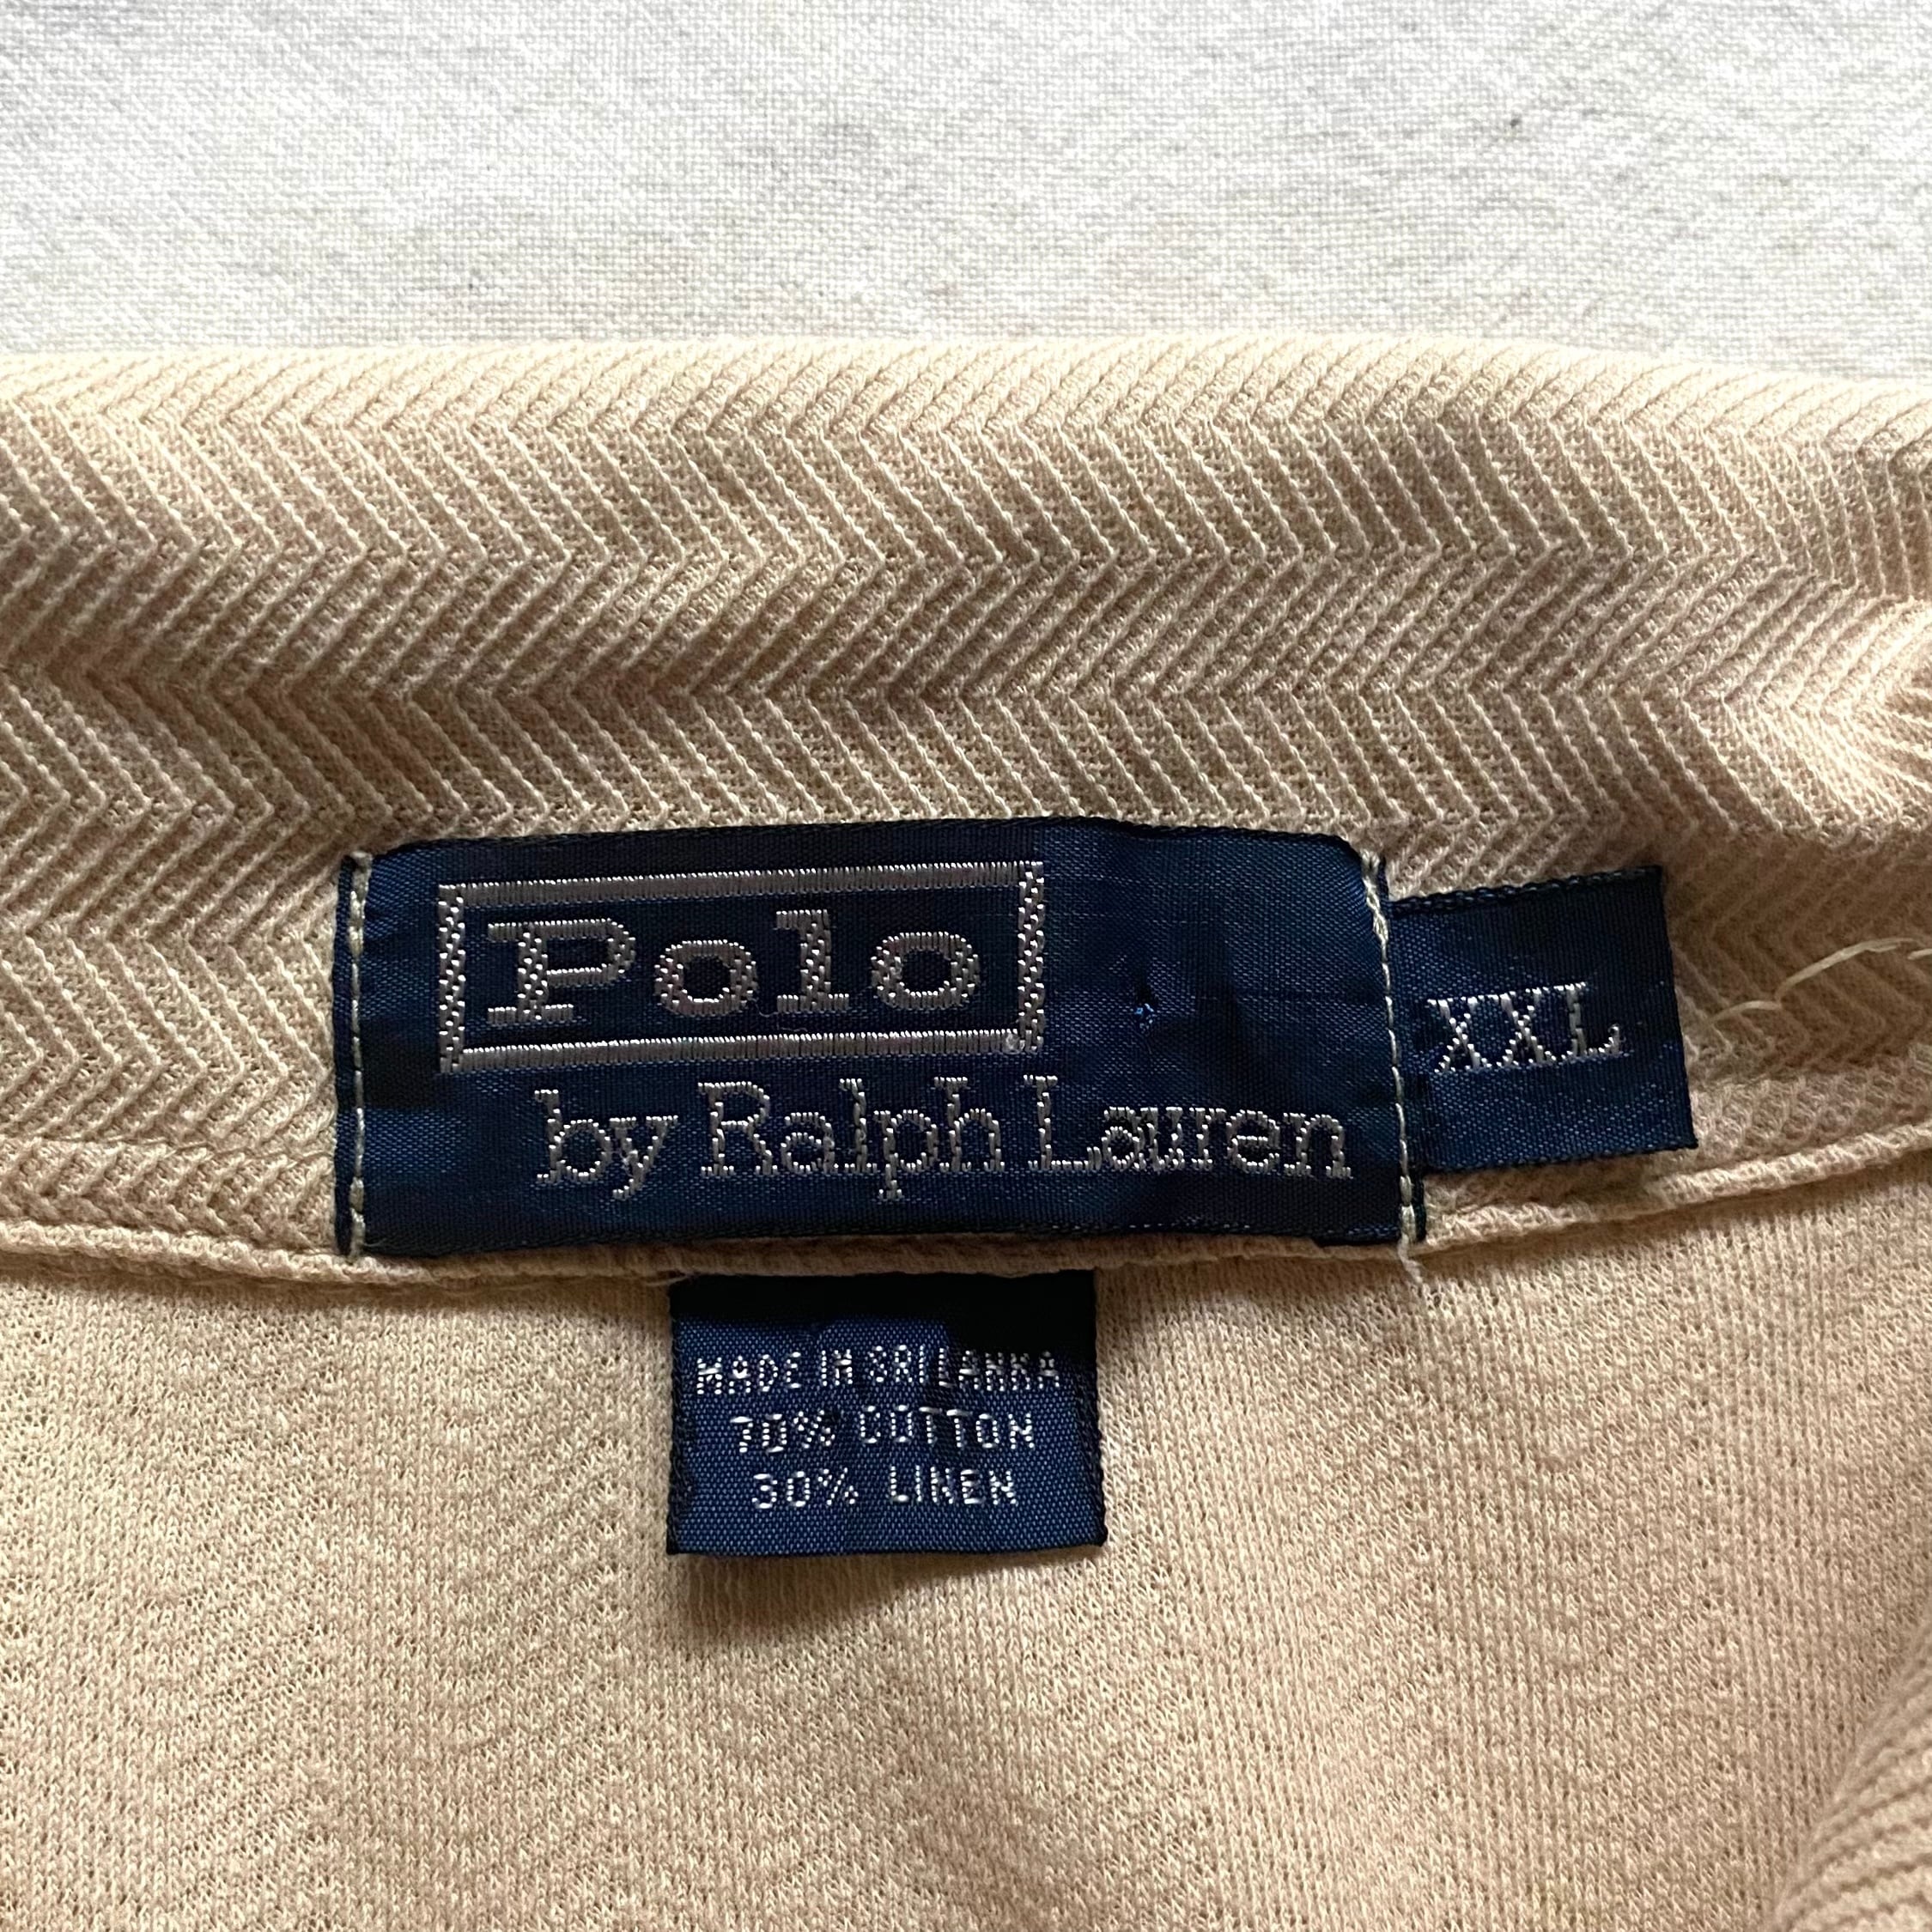 Polo
by Ralph Lauren
XXL
MADE IN SRI LANKA
70% COTTON
30% LINEN